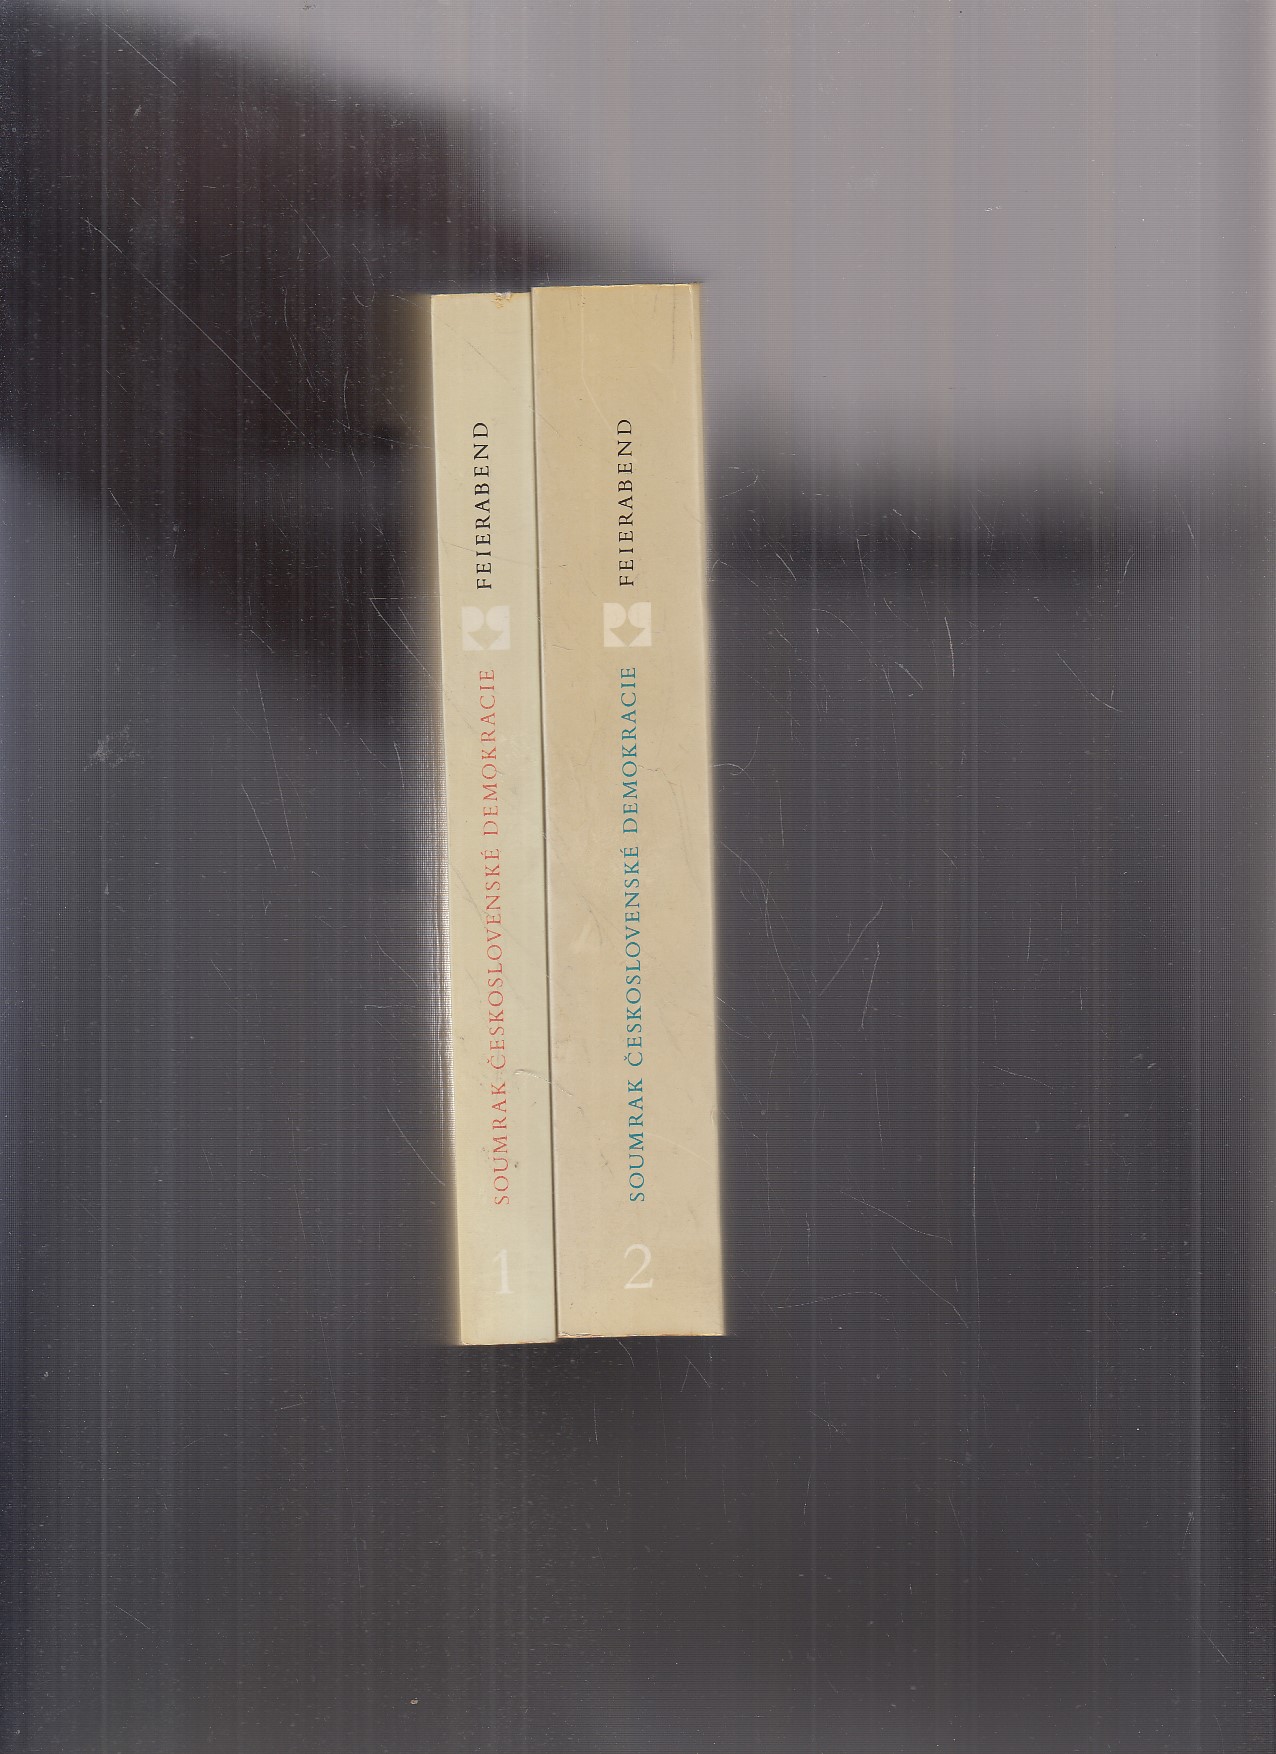 1 SOUMRAK ČESKOSLOVENSKÉ DEMOKRACIE FEIERABEND
2 SOUMRAK ČESKOSLOVENSKÉ DEMOKRACIE FEIERABEND